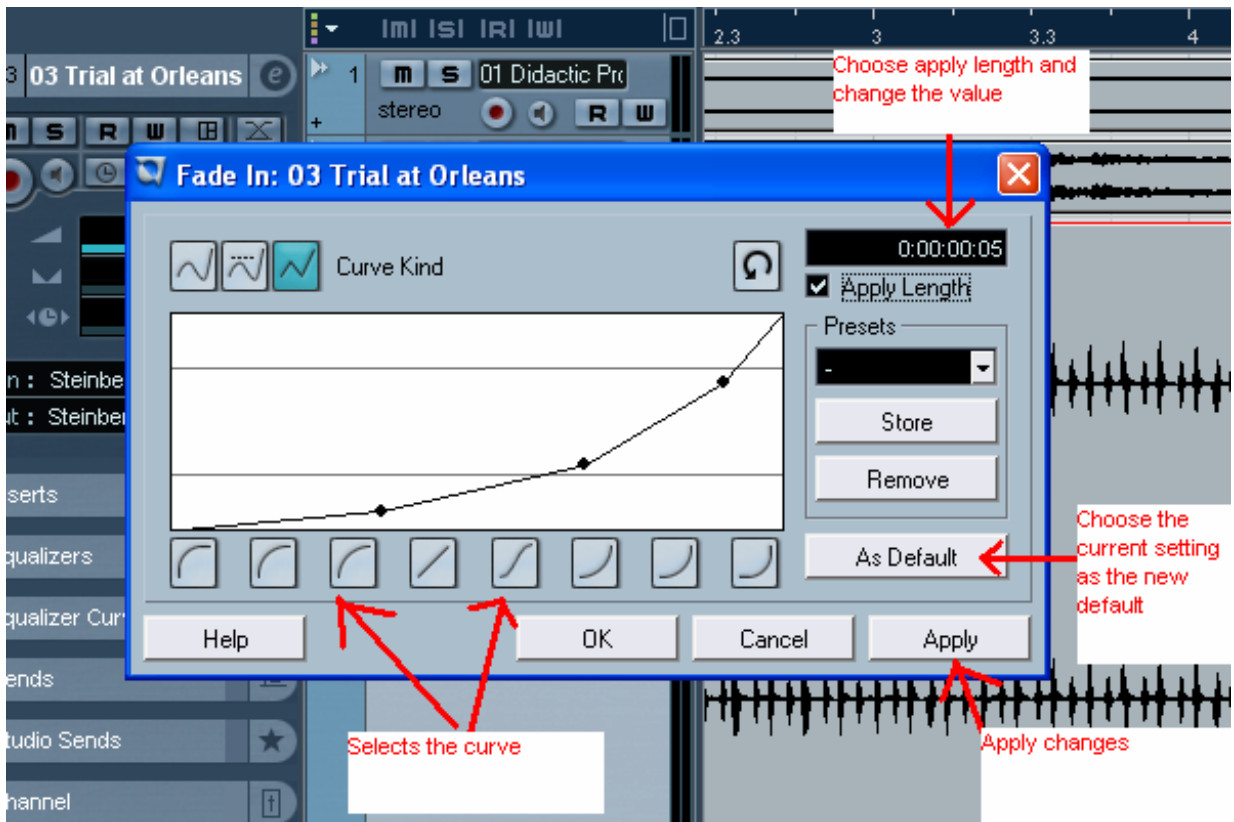 |M| |S| |R| |W|
2.3 3 3.3 4
3 03 Trial at Orleans e
1 m S 01 Didactic Pro
stereo R W
+
S R W
Choose apply length and
change the value
Fade In: 03 Trial at Orleans
Curve Kind
0:00:00:05
Apply Length
Presets
-
Store
Remove
As Default
Help OK Cancel Apply
n : Steinbe
ut : Steinber
serts
qualizers
qualizer Cur
ends
tudio Sends
hannel
Choose the
current setting
as the new
default
Selects the curve
Apply changes